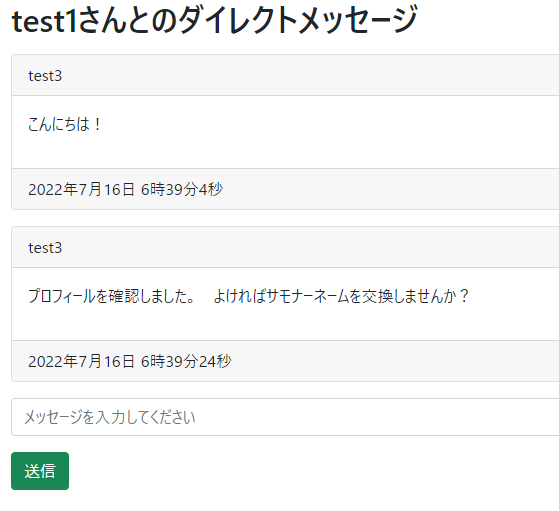 test1さんとのダイレクトメッセージ
test3
こんにちは！
2022年7月16日 6時39分4秒
test3
プロフィールを確認しました。　よければサモナーネームを交換しませんか？
2022年7月16日 6時39分24秒
メッセージを入力してください
送信